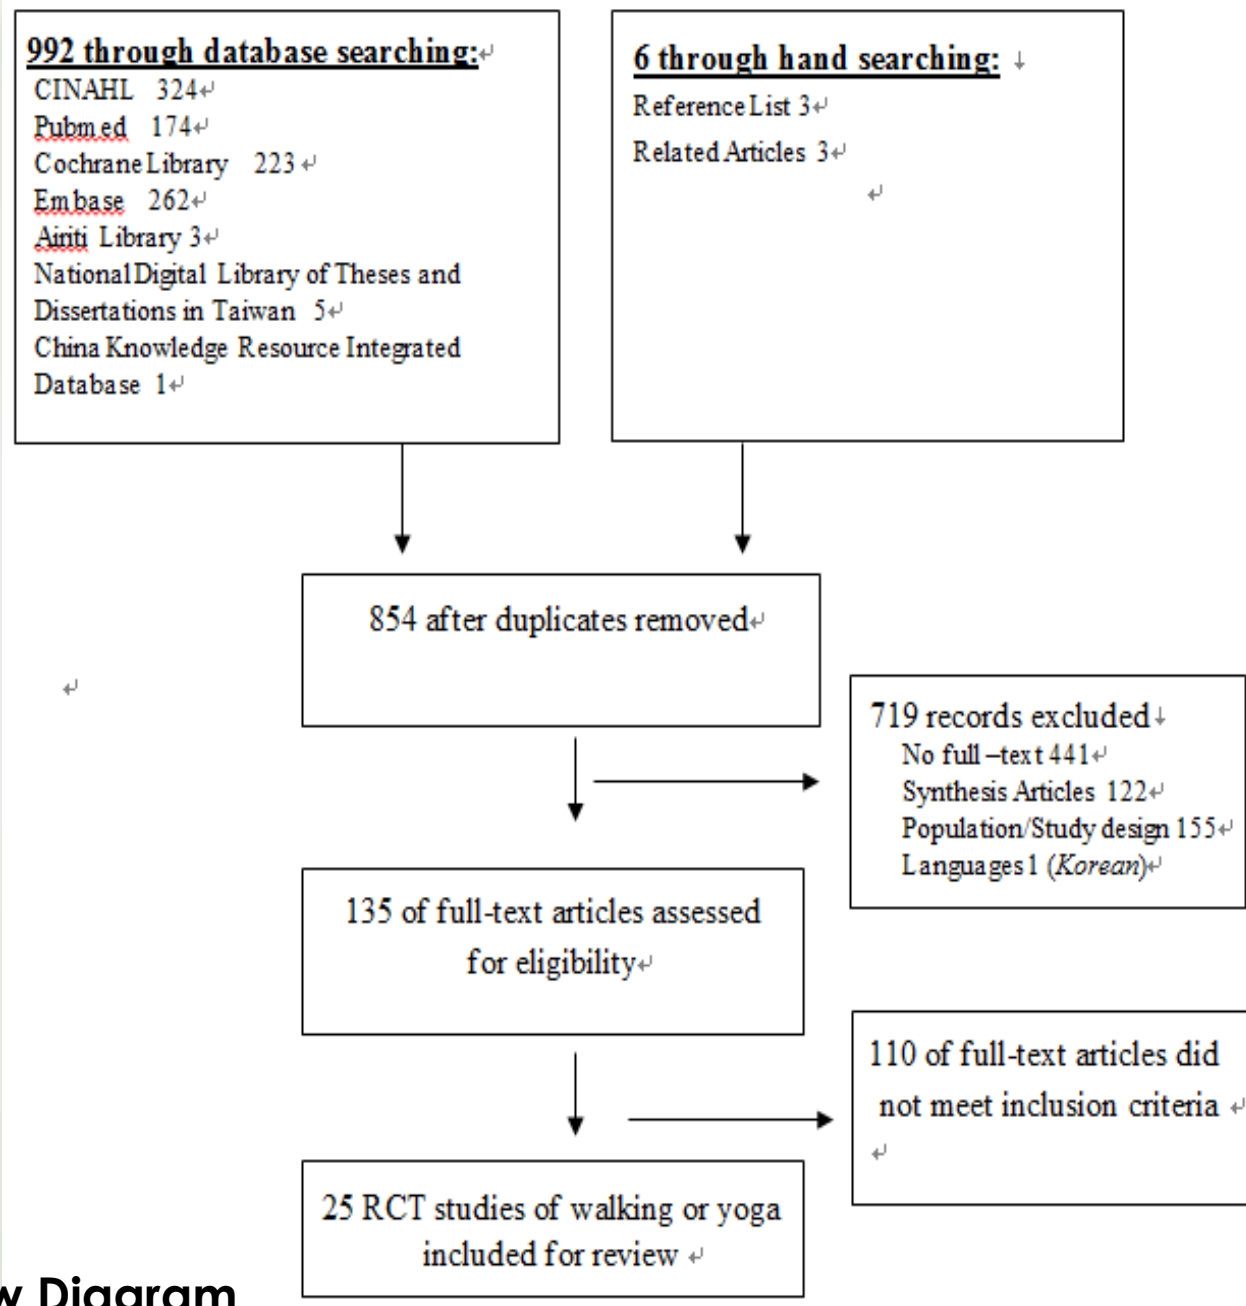 992 through database searching:
CINAHL 324
Pubmed 174
Cochrane Library 223
Embase 262
Airiti Library 3
National Digital Library of Theses and
Dissertations in Taiwan 5
China Knowledge Resource Integrated
Database 1
6 through hand searching:
Reference List 3
Related Articles 3
854 after duplicates removed
719 records excluded
No full –text 441
Synthesis Articles 122
Population/Study design 155
Languages 1 (Korean)
135 of full-text articles assessed
for eligibility
110 of full-text articles did
not meet inclusion criteria
25 RCT studies of walking or yoga
included for review
w Diagram